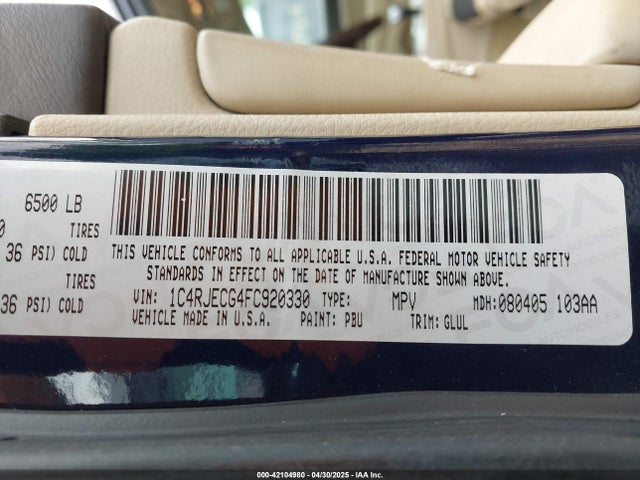 6500 LB
0 TIRES
36 PSI) COLD
TIRES
36 PSI) COLD
THIS VEHICLE CONFORMS TO ALL APPLICABLE U.S.A. FEDERAL MOTOR VEHICLE SAFETY
STANDARDS IN EFFECT ON THE DATE OF MANUFACTURE SHOWN ABOVE.
VIN: 1C4RJECG4FC920330 TYPE: MPV MDH:080405 103AA
VEHICLE MADE IN U.S.A. PAINT: PBU TRIM: GLUL
000-42104980 - 04/30/2025 - IAA Inc.